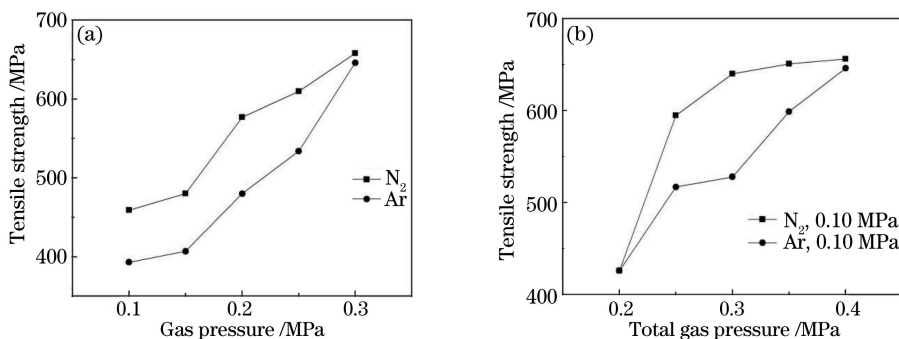 (a)
700
600
500
400
Tensile strength /MPa
N₂
Ar
0.1
0.2
0.3
Gas pressure /MPa
(b)
700
600
500
400
Tensile strength /MPa
N₂, 0.10 MPa
Ar, 0.10 MPa
0.2
0.3
0.4
Total gas pressure /MPa